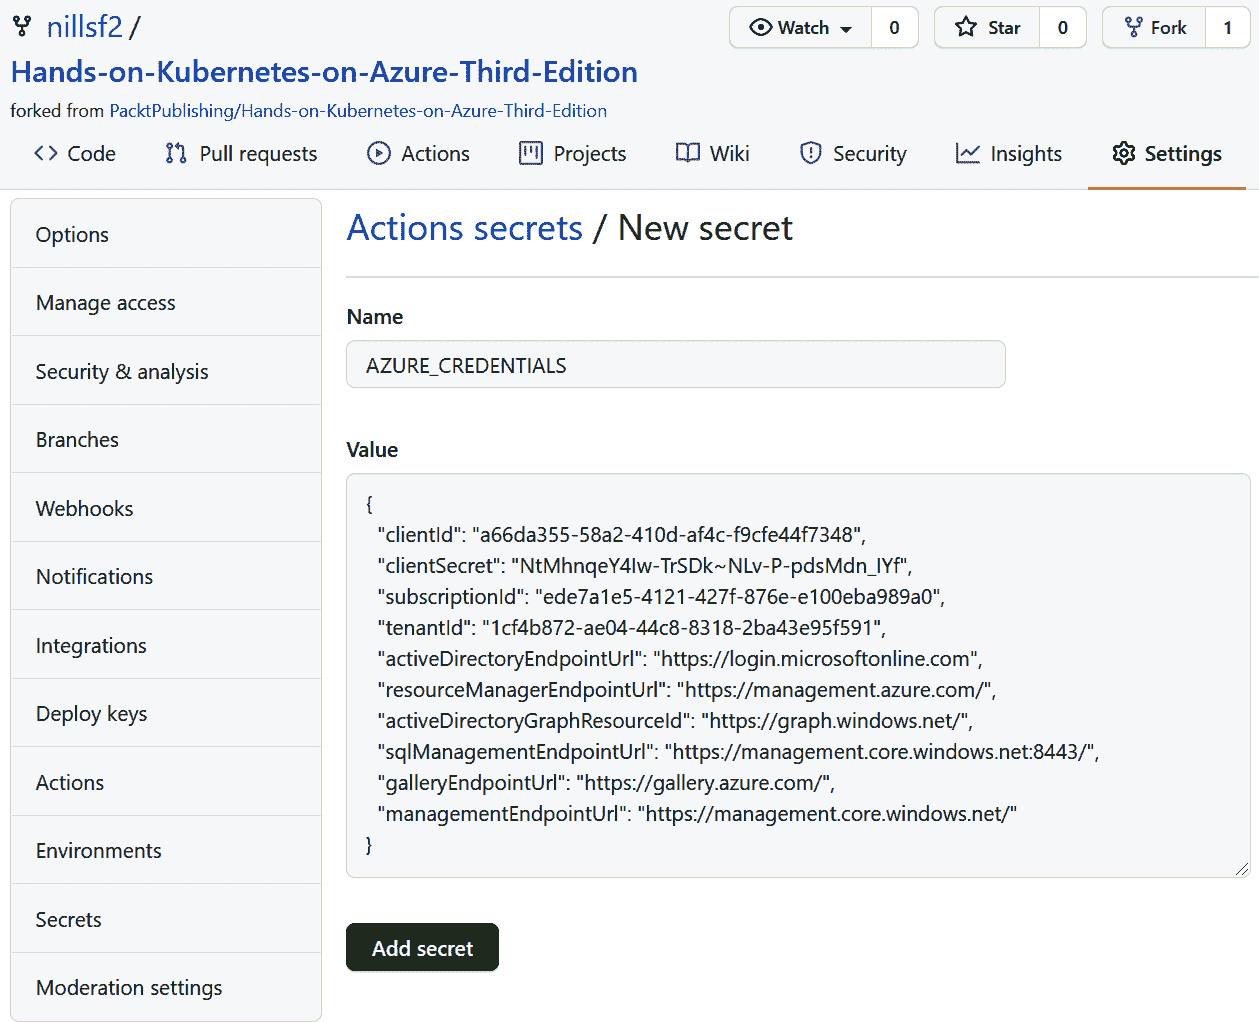 nillsf2 /
Watch 0
Star 0
Fork 1
Hands-on-Kubernetes-on-Azure-Third-Edition
forked from PacktPublishing/Hands-on-Kubernetes-on-Azure-Third-Edition
Code Pull requests Actions Projects Wiki Security Insights Settings
Options
Manage access
Security & analysis
Branches
Webhooks
Notifications
Integrations
Deploy keys
Actions
Environments
Secrets
Moderation settings
Actions secrets / New secret
Name
AZURE_CREDENTIALS
Value
{
"clientId": "a66da355-58a2-410d-af4c-f9cfe44f7348",
"clientSecret": "NtMhnqeY4Iw-TrSDk~NLv-P-pdsMdn_IYf",
"subscriptionId": "ede7a1e5-4121-427f-876e-e100eba989a0",
"tenantId": "1cf4b872-ae04-44c8-8318-2ba43e95f591",
"activeDirectoryEndpointUrl": "https://login.microsoftonline.com",
"resourceManagerEndpointUrl": "https://management.azure.com/",
"activeDirectoryGraphResourceId": "https://graph.windows.net/",
"sqlManagementEndpointUrl": "https://management.core.windows.net:8443/",
"galleryEndpointUrl": "https://gallery.azure.com/",
"managementEndpointUrl": "https://management.core.windows.net/"
}
Add secret